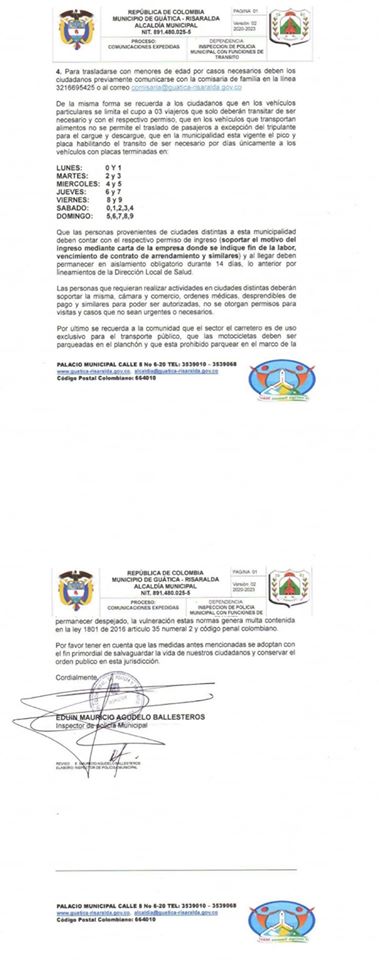 REPÚBLICA DE COLOMBIA
MUNICIPIO DE GUÁTICA - RISARALDA
ALCALDÍA MUNICIPAL
NIT. 891.480.025-5
PAGINA 01
Versión 02
2020-2023
PROCESO:
COMUNICACIONES EXPEDIDAS
DEPENDENCIA
INSPECCION DE POLICIA
MUNICIPAL CON FUNCIONES DE
TRANSITO
4. Para trasladarse con menores de edad por casos necesarios deben los
ciudadanos previamente comunicarse con la comisaria de familia en la línea
3216695425 o al correo comisaria@guatica-risaralda.gov.co
De la misma forma se recuerda a los ciudadanos que en los vehículos
particulares se limita el cupo a 03 viajeros que solo deberán transitar de ser
necesario y con el respectivo permiso, que en los vehículos que transportan
alimentos no se permite el traslado de pasajeros a excepción del tripulante
para el cargue y descargue, que en la municipalidad esta vigente el pico y
placa habilitando el transito de ser necesario por días únicamente a los
vehículos con placas terminadas en:
LUNES: 0 Y 1
MARTES: 2 y 3
MIERCOLES: 4 y 5
JUEVES: 6 y 7
VIERNES: 8 y 9
SABADO: 0,1,2,3,4
DOMINGO: 5,6,7,8,9
Que las personas provenientes de ciudades distintas a esta municipalidad
deben contar con el respectivo permiso de ingreso (soportar el motivo del
ingreso mediante carta de la empresa donde se indique fin de la labor,
vencimiento de contrato de arrendamiento y similares) y al llegar deben
permanecer en aislamiento obligatorio durante 14 días, lo anterior por
lineamientos de la Dirección Local de Salud.
Las personas que requieran realizar actividades en ciudades distintas deberán
soportar la misma, cámara y comercio, ordenes médicas, desprendibles de
pago y similares para poder ser autorizadas, no se otorgan permisos para
visitas y casos que no sean urgentes o necesarios.
Por ultimo se recuerda a la comunidad que el sector el carretero es de uso
exclusivo para el transporte público, que las motocicletas deben ser
parqueadas en el planchón y que esta prohibido parquear en el marco de la
PALACIO MUNICIPAL CALLE 8 No 6-20 TEL: 3539010 - 3539068
www.guatica-risaralda.gov.co, alcaldia@guatica-risaralda.gov.co
Código Postal Colombiano: 664010
REPÚBLICA DE COLOMBIA
MUNICIPIO DE GUÁTICA - RISARALDA
ALCALDÍA MUNICIPAL
NIT. 891.480.025-5
PAGINA 01
Versión 02
2020-2023
PROCESO:
COMUNICACIONES EXPEDIDAS
DEPENDENCIA
INSPECCION DE POLICIA
MUNICIPAL CON FUNCIONES DE
permanecer despejado, la vulneración estas normas genera multa contenida
en la ley 1801 de 2016 articulo 35 numeral 2 y código penal colombiano.
Por favor tener en cuenta que las medidas antes mencionadas se adoptan con
el fin primordial de salvaguardar la vida de nuestros ciudadanos y conservar el
orden publico en esta jurisdicción.
Cordialmente,
EDUIN MAURICIO AGUDELO BALLESTEROS
Inspector de policía Municipal
REVISO: E. MAURICIO AGUDELO BALLESTEROS
ELABORO: INSPECTOR DE POLICIA MUNICIPAL
PALACIO MUNICIPAL CALLE 8 No 6-20 TEL: 3539010 - 3539068
www.guatica-risaralda.gov.co, alcaldia@guatica-risaralda.gov.co
Código Postal Colombiano: 664010